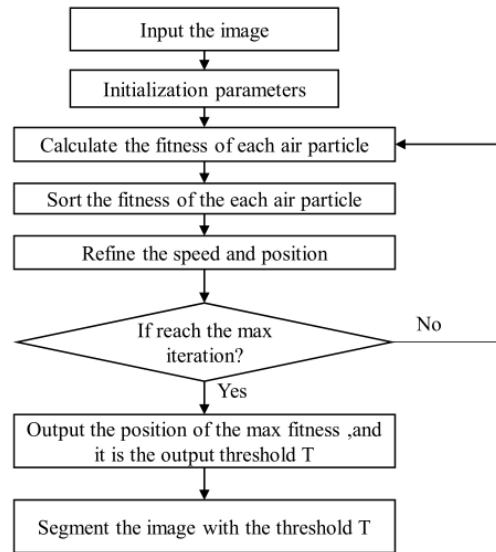 Input the image
Initialization parameters
Calculate the fitness of each air particle
Sort the fitness of the each air particle
Refine the speed and position
If reach the max
iteration?
No
Yes
Output the position of the max fitness ,and
it is the output threshold T
Segment the image with the threshold T